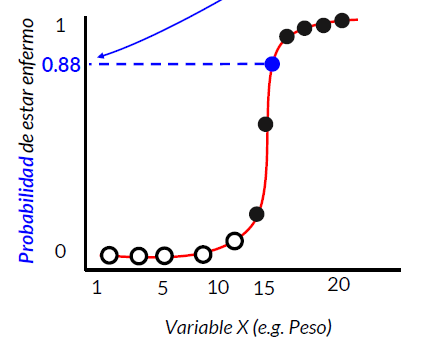 1
0.88
Probabilidad de estar enfermo
0
1 5 10 15 20
Variable X (e.g. Peso)